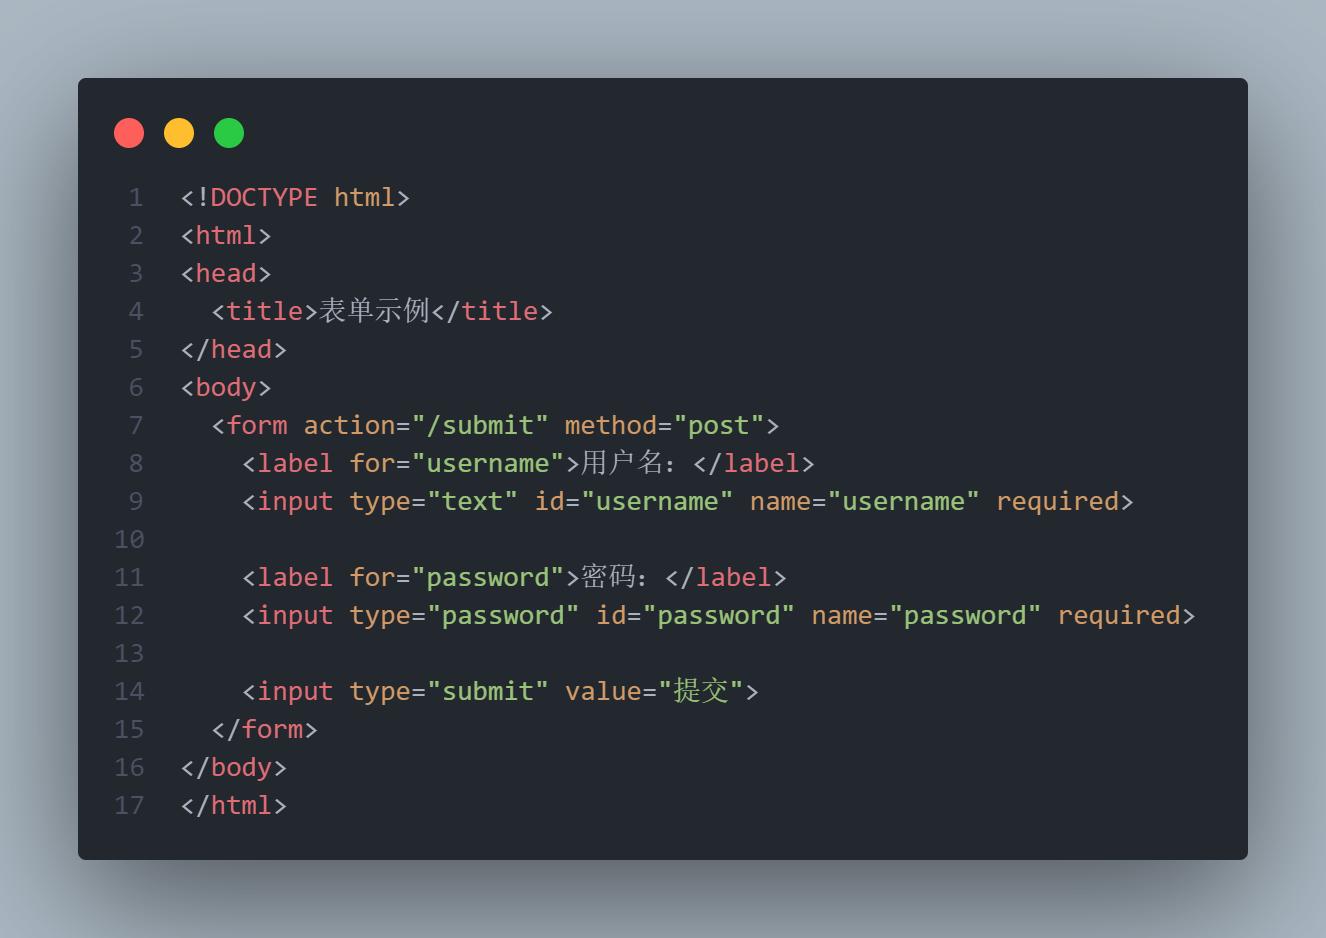 1 <!DOCTYPE html>
2 <html>
3 <head>
4   <title>表单示例</title>
5 </head>
6 <body>
7   <form action="/submit" method="post">
8     <label for="username">用户名：</label>
9     <input type="text" id="username" name="username" required>
10
11     <label for="password">密码：</label>
12     <input type="password" id="password" name="password" required>
13
14     <input type="submit" value="提交">
15   </form>
16 </body>
17 </html>